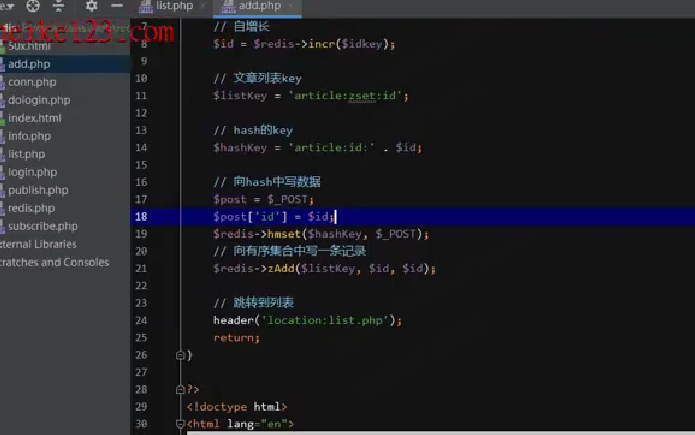 list.php
add.php
5ux.html
add.php
conn.php
dologin.php
index.html
info.php
list.php
login.php
publish.php
redis.php
subscribe.php
xternal Libraries
cratches and Consoles
7 // 自增长
8 $id = $redis->incr($idkey);
9
10 // 文章列表key
11 $listKey = 'article:zset:id';
12
13 // hash的key
14 $hashKey = 'article:id:' . $id;
15
16 // 向hash中写数据
17 $post = $_POST;
18 $post['id'] = $id;
19 $redis->hmset($hashKey, $_POST);
20 // 向有序集合中写一条记录
21 $redis->zAdd($listKey, $id, $id);
22
23 // 跳转到列表
24 header('location:list.php');
25 return;
26 }
27
28 ?>
29 <!doctype html>
30 <html lang="en">